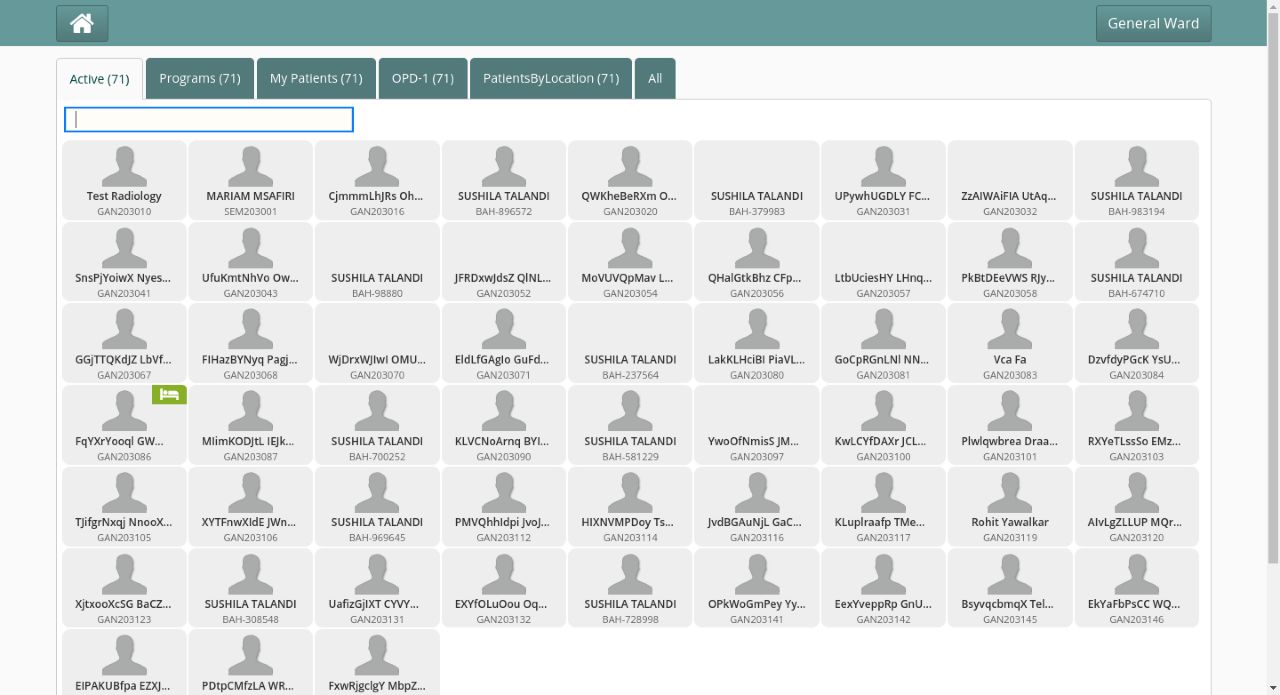 General Ward
Active (71)
Programs (71)
My Patients (71)
OPD-1 (71)
PatientsByLocation (71)
All
Test Radiology
GAN203010
MARIAM MSAFIRI
SEM203001
CjmmmLhJRs Oh...
GAN203016
SUSHILA TALANDI
BAH-896572
QWKheBeRXm O...
GAN203020
SUSHILA TALANDI
BAH-379983
UPywhUGDLY FC...
GAN203031
ZzAIWAiFIA UtAq...
GAN203032
SUSHILA TALANDI
BAH-983194
SnsPjYoiwX Nyes...
GAN203041
UfuKmtNhVo Ow...
GAN203043
SUSHILA TALANDI
BAH-98880
JFRDxwJdsZ QlNL...
GAN203052
MoVUVQpMav L...
GAN203054
QHalGtkBhz CFp...
GAN203056
LtbUciesHY LHnq...
GAN203057
PkBtDEeVWS RJy...
GAN203058
SUSHILA TALANDI
BAH-674710
GGjTTQKdJZ LbVf...
GAN203067
FIHazBYNyq Pagj...
GAN203068
WjDrxWJIwI OMU...
GAN203070
EldLfGAgIo GuFd...
GAN203071
SUSHILA TALANDI
BAH-237564
LakKLHciBI PiaVL...
GAN203080
GoCpRGnLNl NN...
GAN203081
Vca Fa
GAN203083
DzvfdyPGcK YsU...
GAN203084
FqYXrYooql GW...
GAN203086
MIimKODJtL IEJk...
GAN203087
SUSHILA TALANDI
BAH-700252
KLVCNoArnq BYI...
GAN203090
SUSHILA TALANDI
BAH-581229
YwoOfNmisS JM...
GAN203097
KwLCYfDAXr JCL...
GAN203100
Plwlqwbrea Draa...
GAN203101
RXYeTLssSo EMz...
GAN203103
TJifgrNxqj NnooX...
GAN203105
XYTFnwXIdE JWn...
GAN203106
SUSHILA TALANDI
BAH-969645
PMVQhhIdpi JvoJ...
GAN203112
HIXNVMPDoy Ts...
GAN203114
JvdBGAuNjL GaC...
GAN203116
KLuplraafp TMe...
GAN203117
Rohit Yawalkar
GAN203119
AIvLgZLLUP MQr...
GAN203120
XjtxooXcSG BaCZ...
GAN203123
SUSHILA TALANDI
BAH-308548
UafizGjIXT CYVY...
GAN203131
EXYfOLuOou Oq...
GAN203132
SUSHILA TALANDI
BAH-728998
OPkWoGmPey Yy...
GAN203141
EexYveppRp GnU...
GAN203142
BsyvqcbmqX Tel...
GAN203145
EkYaFbPsCC WQ...
GAN203146
EIPAKUBfpa EZXJ...
PDtpCMfzLA WR...
FxwRjgclgY MbpZ...